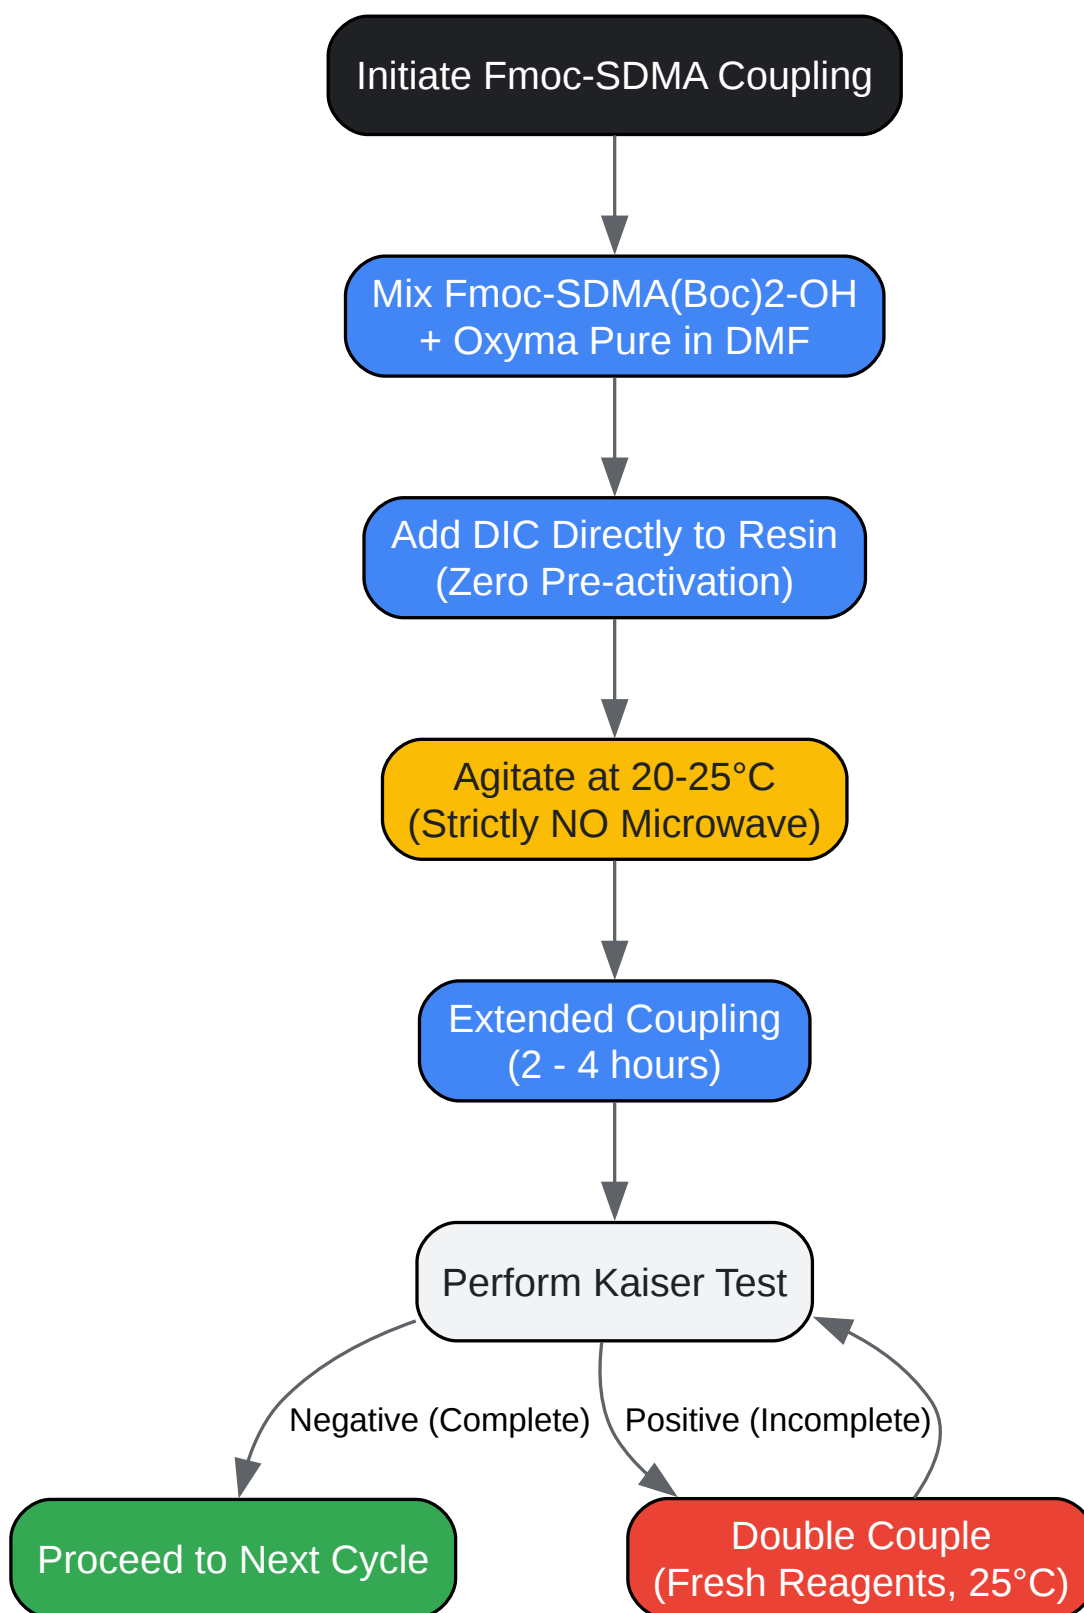 Initiate Fmoc-SDMA Coupling
Mix Fmoc-SDMA(Boc)2-OH
+ Oxyma Pure in DMF
Add DIC Directly to Resin
(Zero Pre-activation)
Agitate at 20-25°C
(Strictly NO Microwave)
Extended Coupling
(2 - 4 hours)
Perform Kaiser Test
Negative (Complete)
Positive (Incomplete)
Proceed to Next Cycle
Double Couple
(Fresh Reagents, 25°C)